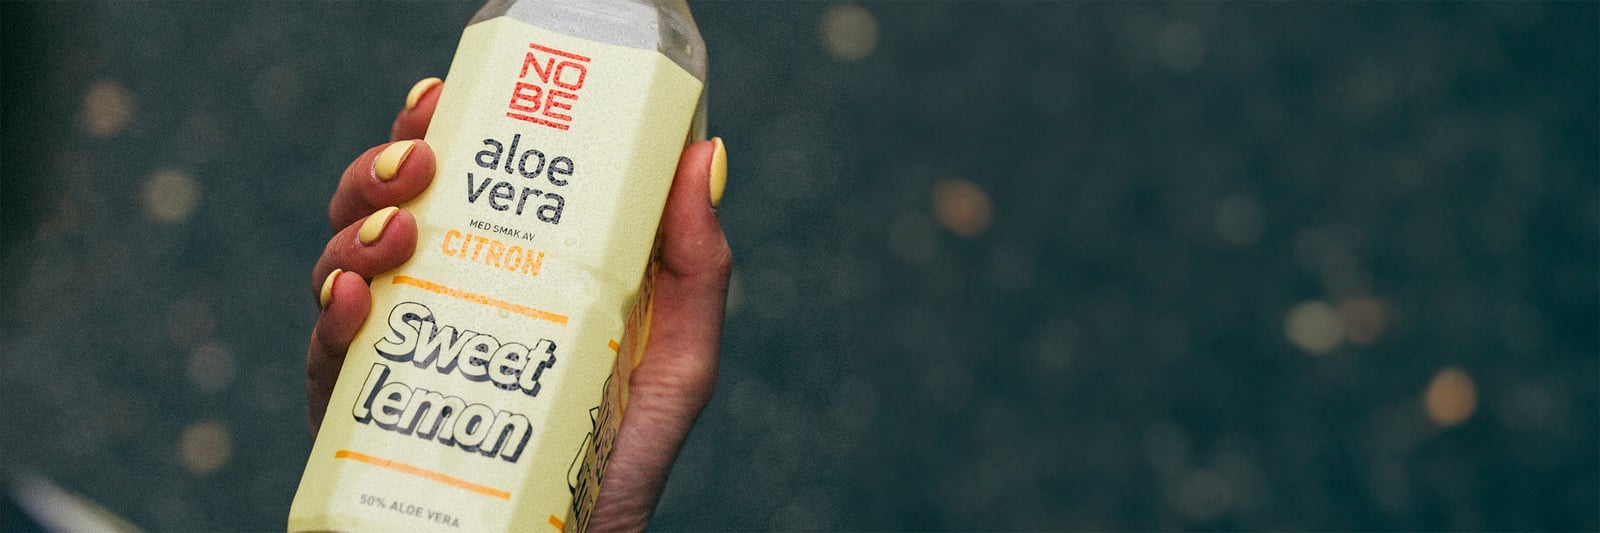 NO
BE
aloe
vera
MED SMAK AV
CITRON
Sweet
lemon
50% ALOE VERA